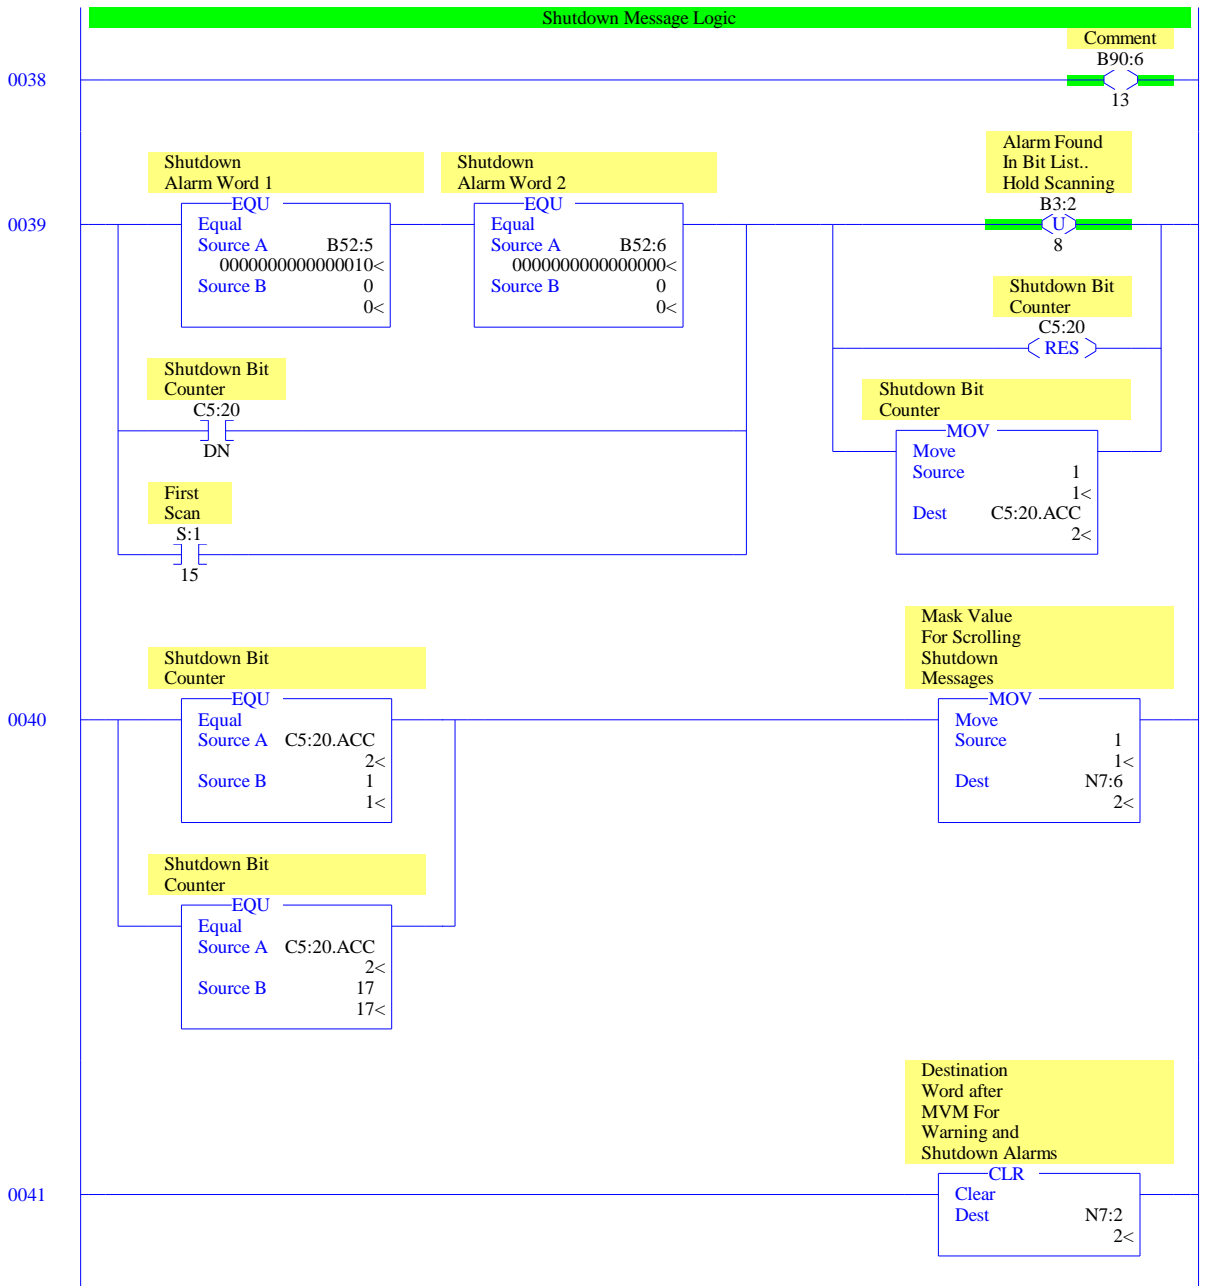 Shutdown Message Logic
Comment
B90:6
0038
13
Alarm Found
In Bit List..
Hold Scanning
Shutdown
Alarm Word 1
Shutdown
Alarm Word 2
B3:2
0039
EQU
Equal
Source A B52:5
0000000000000010<
Source B 0
0<
EQU
Equal
Source A B52:6
0000000000000000<
Source B 0
0<
U
8
Shutdown Bit
Counter
C5:20
RES
Shutdown Bit
Counter
C5:20
DN
Shutdown Bit
Counter
MOV
Move
Source 1
1<
Dest C5:20.ACC
2<
First
Scan
S:1
15
Mask Value
For Scrolling
Shutdown
Messages
Shutdown Bit
Counter
0040
EQU
Equal
Source A C5:20.ACC
2<
Source B 1
1<
MOV
Move
Source 1
1<
Dest N7:6
2<
Shutdown Bit
Counter
EQU
Equal
Source A C5:20.ACC
2<
Source B 17
17<
Destination
Word after
MVM For
Warning and
Shutdown Alarms
0041
CLR
Clear
Dest N7:2
2<